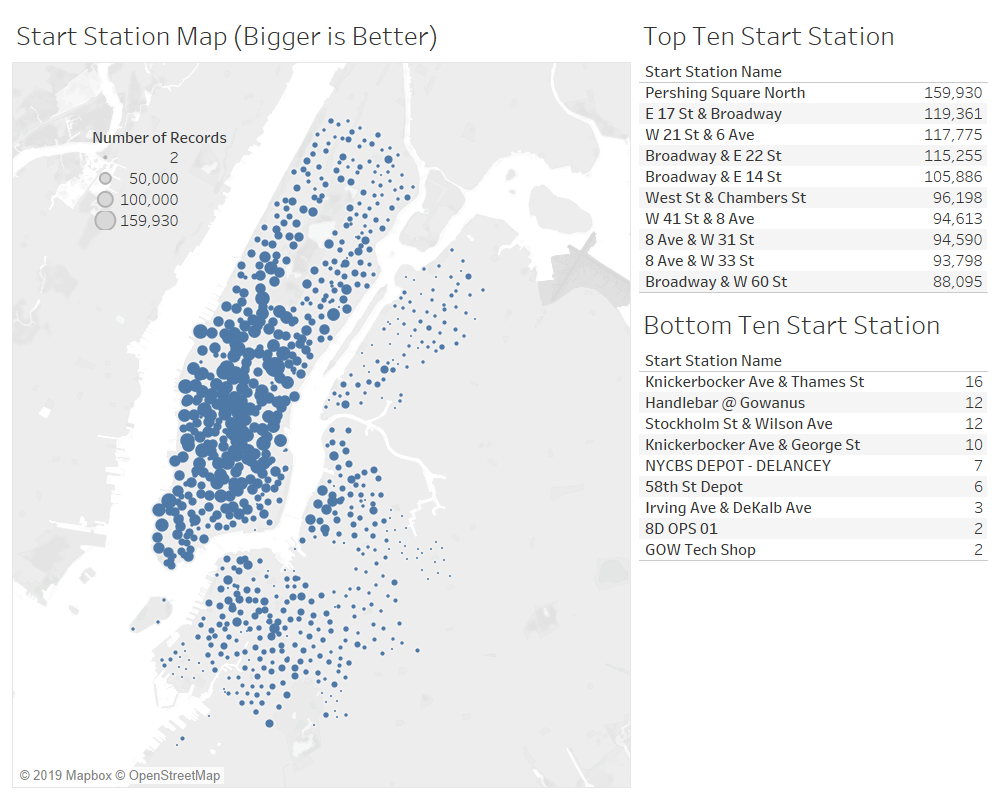 Start Station Map (Bigger is Better)
Number of Records
2
50,000
100,000
159,930
© 2019 Mapbox © OpenStreetMap
Top Ten Start Station
Start Station Name
Pershing Square North 159,930
E 17 St & Broadway 119,361
W 21 St & 6 Ave 117,775
Broadway & E 22 St 115,255
Broadway & E 14 St 105,886
West St & Chambers St 96,198
W 41 St & 8 Ave 94,613
8 Ave & W 31 St 94,590
8 Ave & W 33 St 93,798
Broadway & W 60 St 88,095
Bottom Ten Start Station
Start Station Name
Knickerbocker Ave & Thames St 16
Handlebar @ Gowanus 12
Stockholm St & Wilson Ave 12
Knickerbocker Ave & George St 10
NYCBS DEPOT - DELANCEY 7
58th St Depot 6
Irving Ave & DeKalb Ave 3
8D OPS 01 2
GOW Tech Shop 2